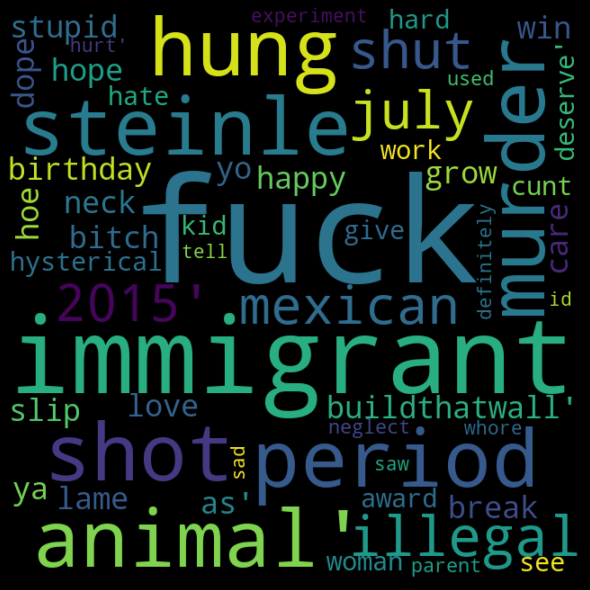 experiment
stupid
hung
hard
win
dope
hurt'
shut
murder
hope
used
deserve'
hate
steinle
july
work
birthday
yo
happy
grow
cunt
care
hoe
neck
fuck
kid
give
bitch
tell
definitely
hysterical
2015'
mexican
id
immigrant
slip
love
buildthatwall'
neglect
whore
shot
period
sad
saw
ya
lame
as'
award
break
animal'
illegal
woman
parent
see